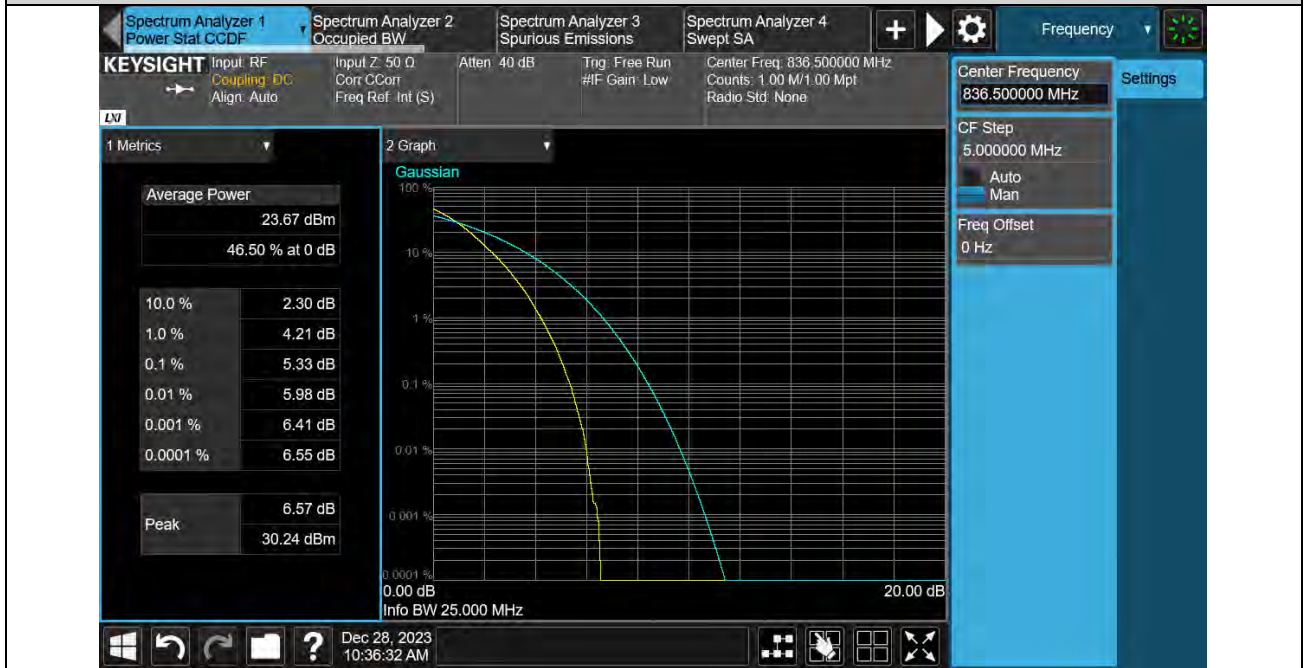 Spectrum Analyzer 1
Power Stat CCDF
Spectrum Analyzer 2
Occupied BW
Spectrum Analyzer 3
Spurious Emissions
Spectrum Analyzer 4
Swept SA
+
Frequency
KEYSIGHT
Input: RF
Coupling: DC
Align: Auto
Input Z: 50 Ω
Corr CCorr
Freq Ref: Int (S)
Atten: 40 dB
Trig: Free Run
#IF Gain: Low
Center Freq: 836.500000 MHz
Counts: 1.00 M/1.00 Mpt
Radio Std: None
LXI
Center Frequency
836.500000 MHz
Settings
CF Step
5.000000 MHz
Auto
Man
Freq Offset
0 Hz
1 Metrics
Average Power
23.67 dBm
46.50 % at 0 dB
10.0 % 2.30 dB
1.0 % 4.21 dB
0.1 % 5.33 dB
0.01 % 5.98 dB
0.001 % 6.41 dB
0.0001 % 6.55 dB
Peak
6.57 dB
30.24 dBm
2 Graph
Gaussian
100 %
10 %
1 %
0.1 %
0.01 %
0.001 %
0.0001 %
0.00 dB
20.00 dB
Info BW 25.000 MHz
?
Dec 28, 2023
10:36:32 AM